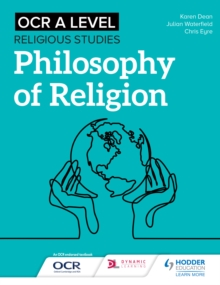 Karen Dean
Julian Waterfield
Chris Eyre
OCR A LEVEL
RELIGIOUS STUDIES
Philosophy
of Religion
OCR
DYNAMIC
LEARNING
HODDER
EDUCATION
LEARN MORE